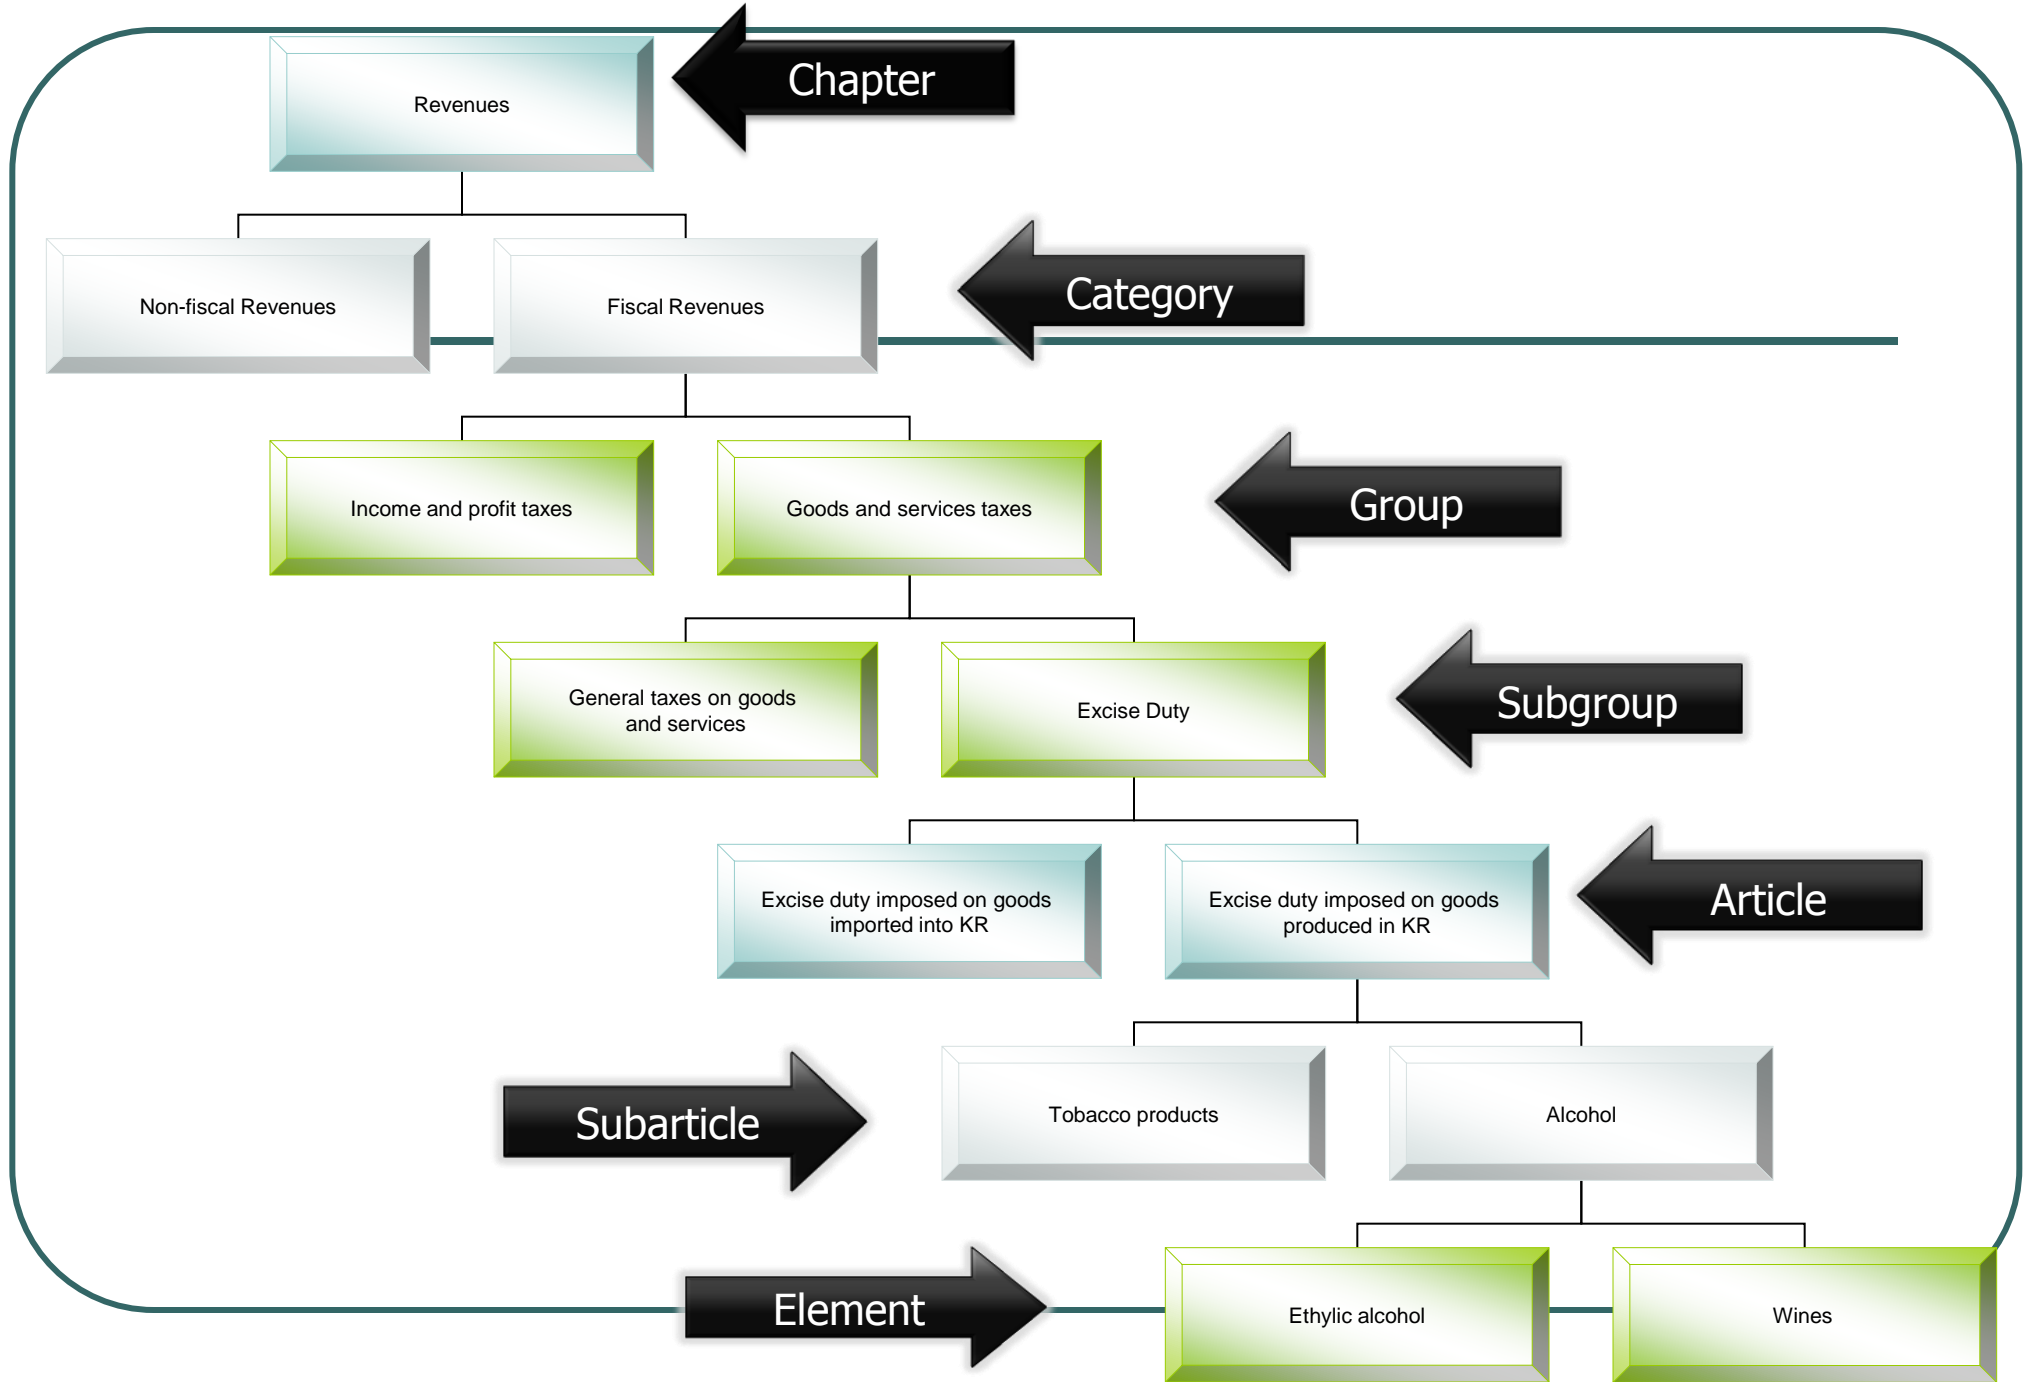 Revenues
Chapter
Non-fiscal Revenues
Fiscal Revenues
Category
Income and profit taxes
Goods and services taxes
Group
General taxes on goods
and services
Excise Duty
Subgroup
Excise duty imposed on goods
imported into KR
Excise duty imposed on goods
produced in KR
Article
Subarticle
Tobacco products
Alcohol
Element
Ethylic alcohol
Wines